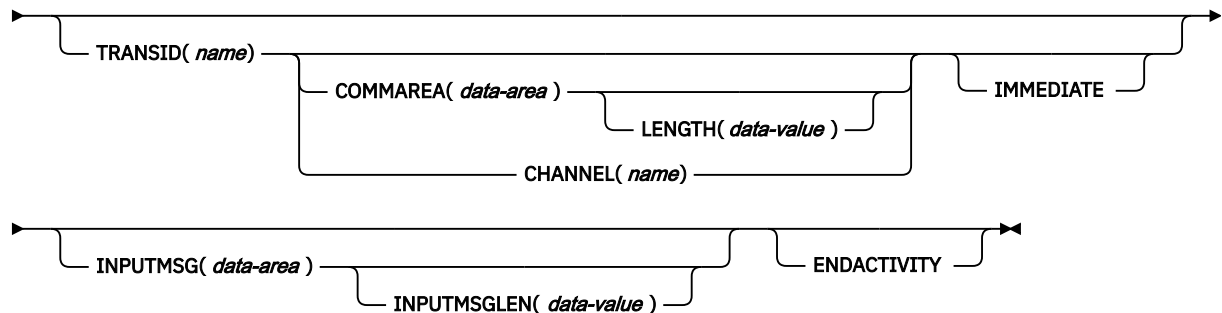 TRANSID( name)
COMMAREA( data-area )
IMMEDIATE
LENGTH( data-value )
CHANNEL( name)
INPUTMSG( data-area )
ENDACTIVITY
INPUTMSGLEN( data-value )